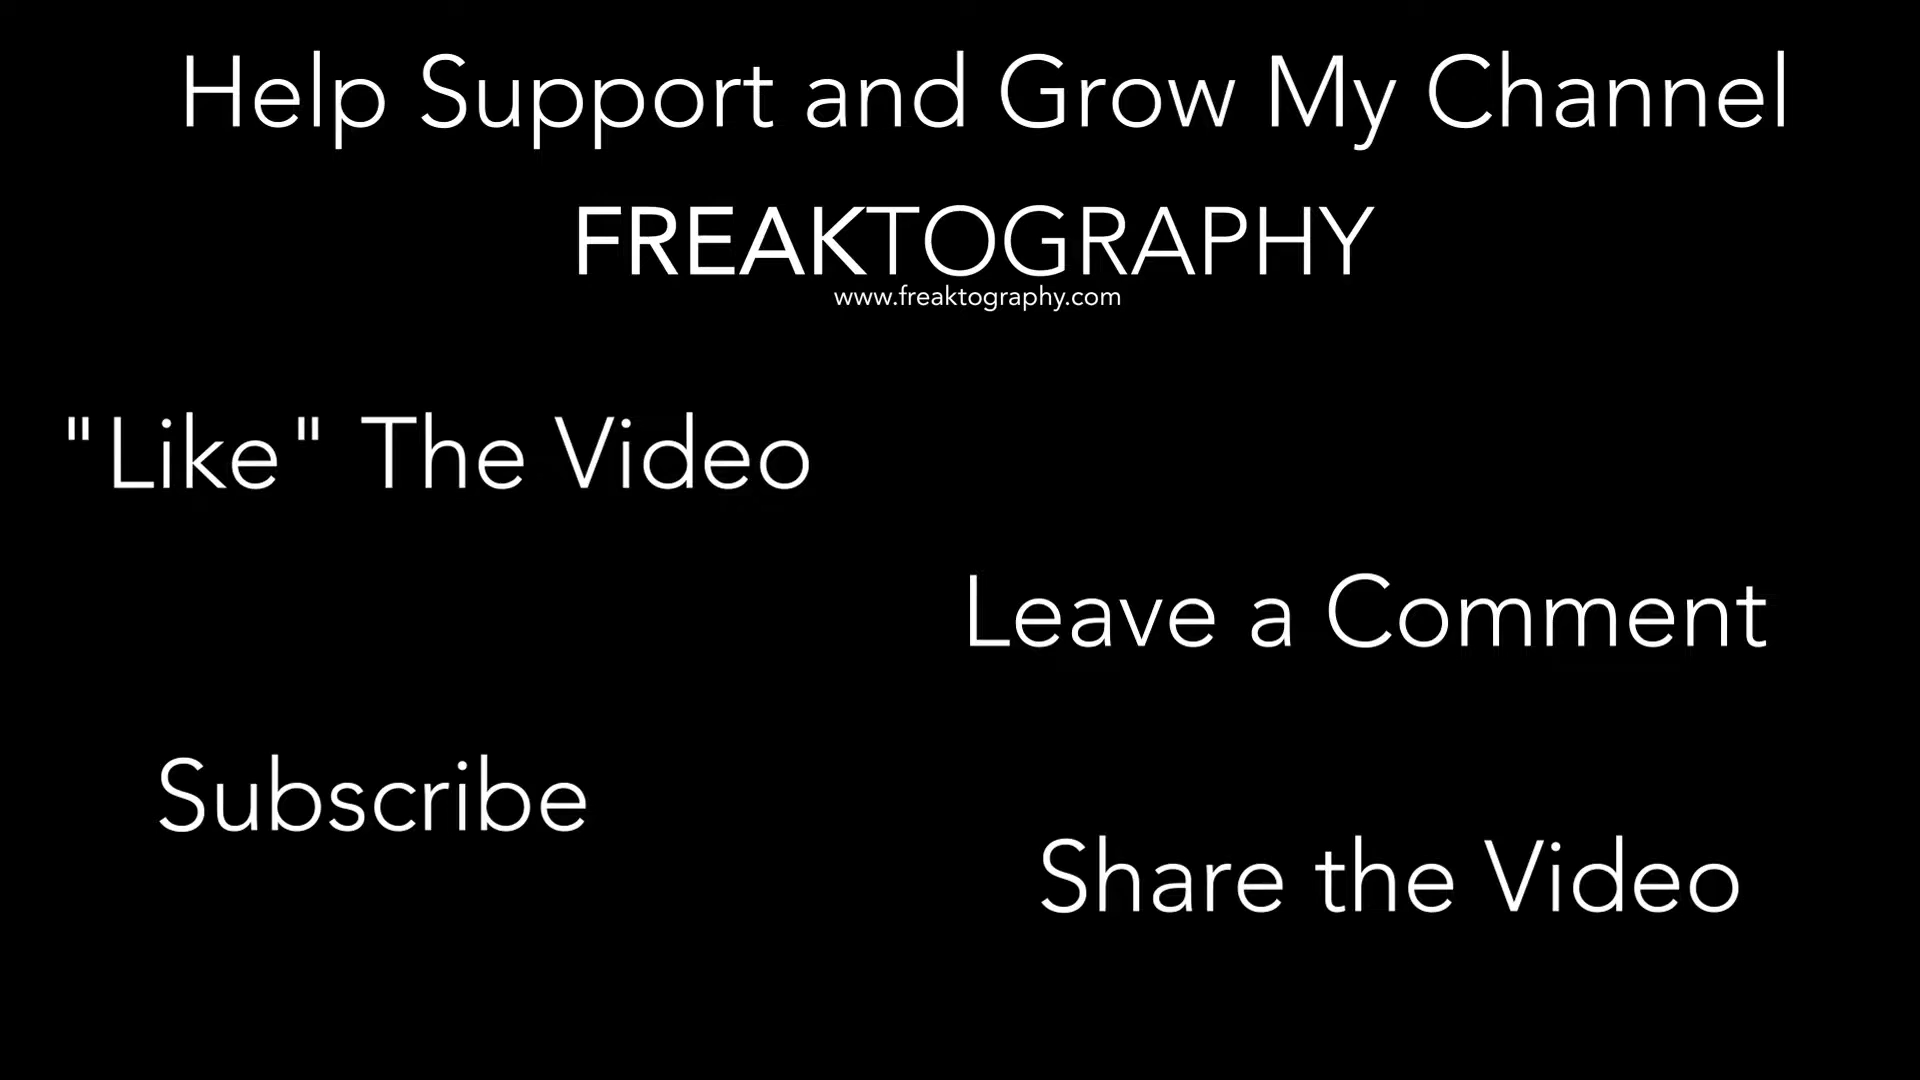 Help Support and Grow My Channel
FREAKTOGRAPHY
www.freaktography.com
"Like" The Video
Leave a Comment
Subscribe
Share the Video